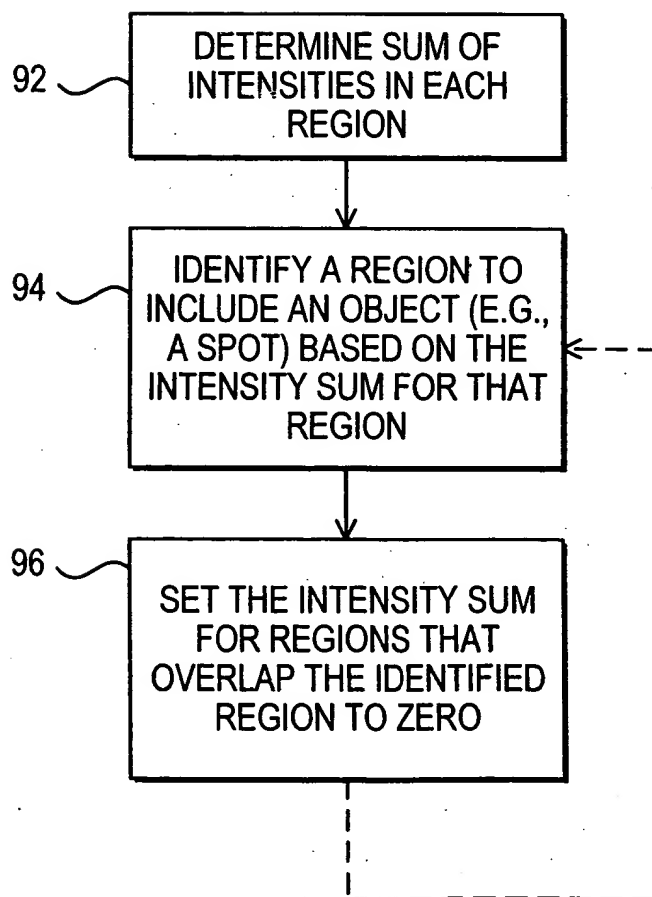 92
DETERMINE SUM OF
INTENSITIES IN EACH
REGION
94
IDENTIFY A REGION TO
INCLUDE AN OBJECT (E.G.,
A SPOT) BASED ON THE
INTENSITY SUM FOR THAT
REGION
96
SET THE INTENSITY SUM
FOR REGIONS THAT
OVERLAP THE IDENTIFIED
REGION TO ZERO